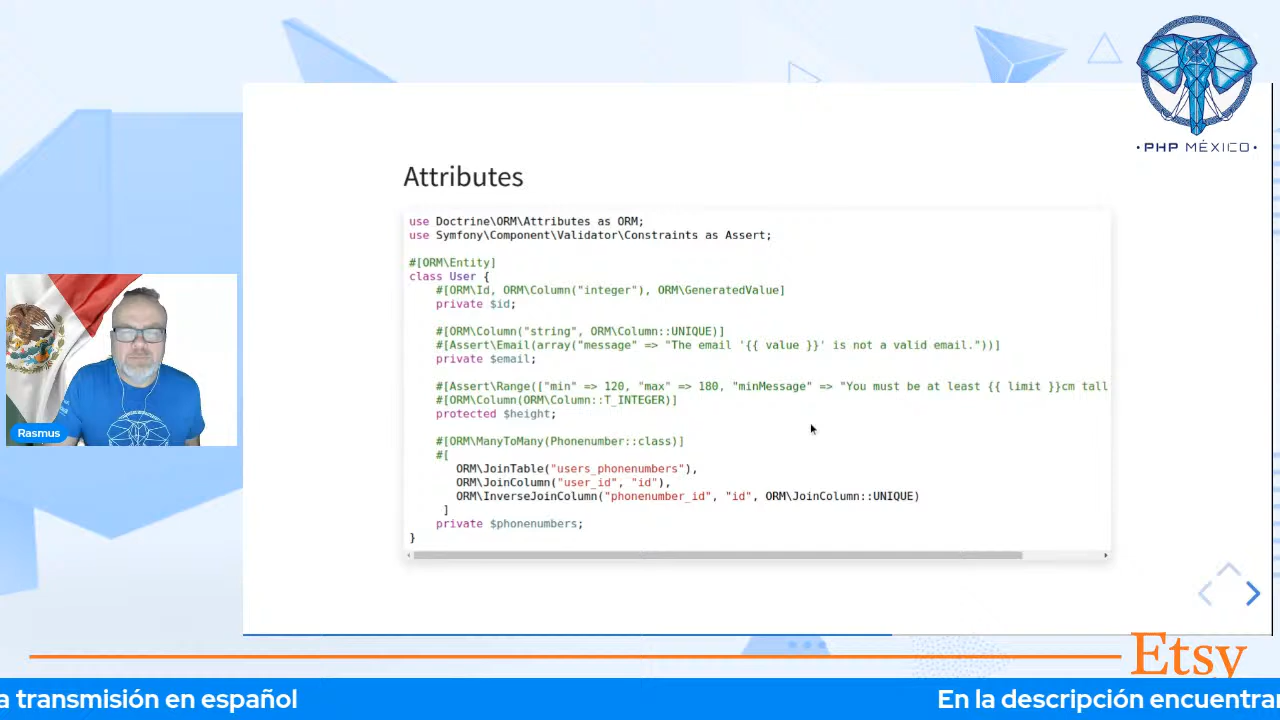 • PHP MÉXICO •
Attributes
use Doctrine\ORM\Attributes as ORM;
use Symfony\Component\Validator\Constraints as Assert;
#[ORM\Entity]
class User {
#[ORM\Id, ORM\Column("integer"), ORM\GeneratedValue]
private $id;
#[ORM\Column("string", ORM\Column::UNIQUE)]
#[Assert\Email(array("message" => "The email '{{ value }}' is not a valid email."))]
private $email;
#[Assert\Range(["min" => 120, "max" => 180, "minMessage" => "You must be at least {{ limit }}cm tall
#[ORM\Column(ORM\Column::T_INTEGER)]
protected $height;
#[ORM\ManyToMany(Phonenumber::class)]
#[
ORM\JoinTable("users_phonenumbers"),
ORM\JoinColumn("user_id", "id"),
ORM\InverseJoinColumn("phonenumber_id", "id", ORM\JoinColumn::UNIQUE)
]
private $phonenumbers;
}
Rasmus
Etsy
a transmisión en español
En la descripción encuentra